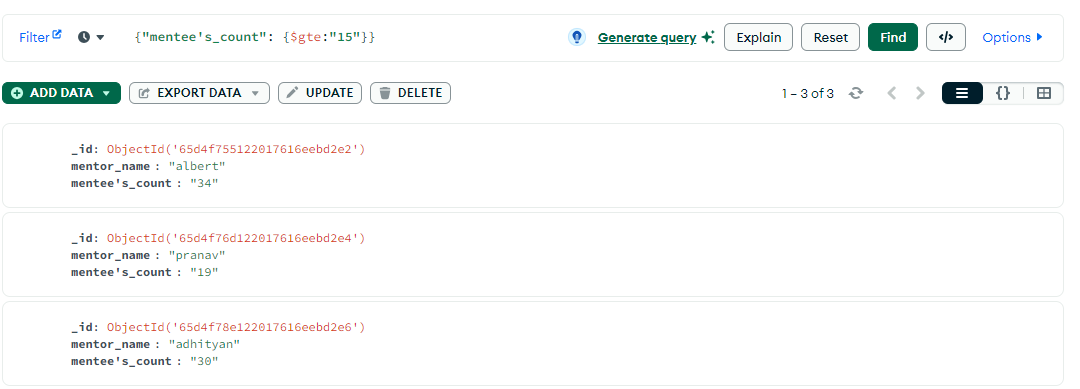 Filter {"mentee's_count": {$gte:"15"}} Generate query Explain Reset Find </> Options
ADD DATA EXPORT DATA UPDATE DELETE 1 – 3 of 3 {}
_id: ObjectId('65d4f755122017616eebd2e2')
mentor_name : "albert"
mentee's_count : "34"
_id: ObjectId('65d4f76d122017616eebd2e4')
mentor_name : "pranav"
mentee's_count : "19"
_id: ObjectId('65d4f78e122017616eebd2e6')
mentor_name : "adhityan"
mentee's_count : "30"